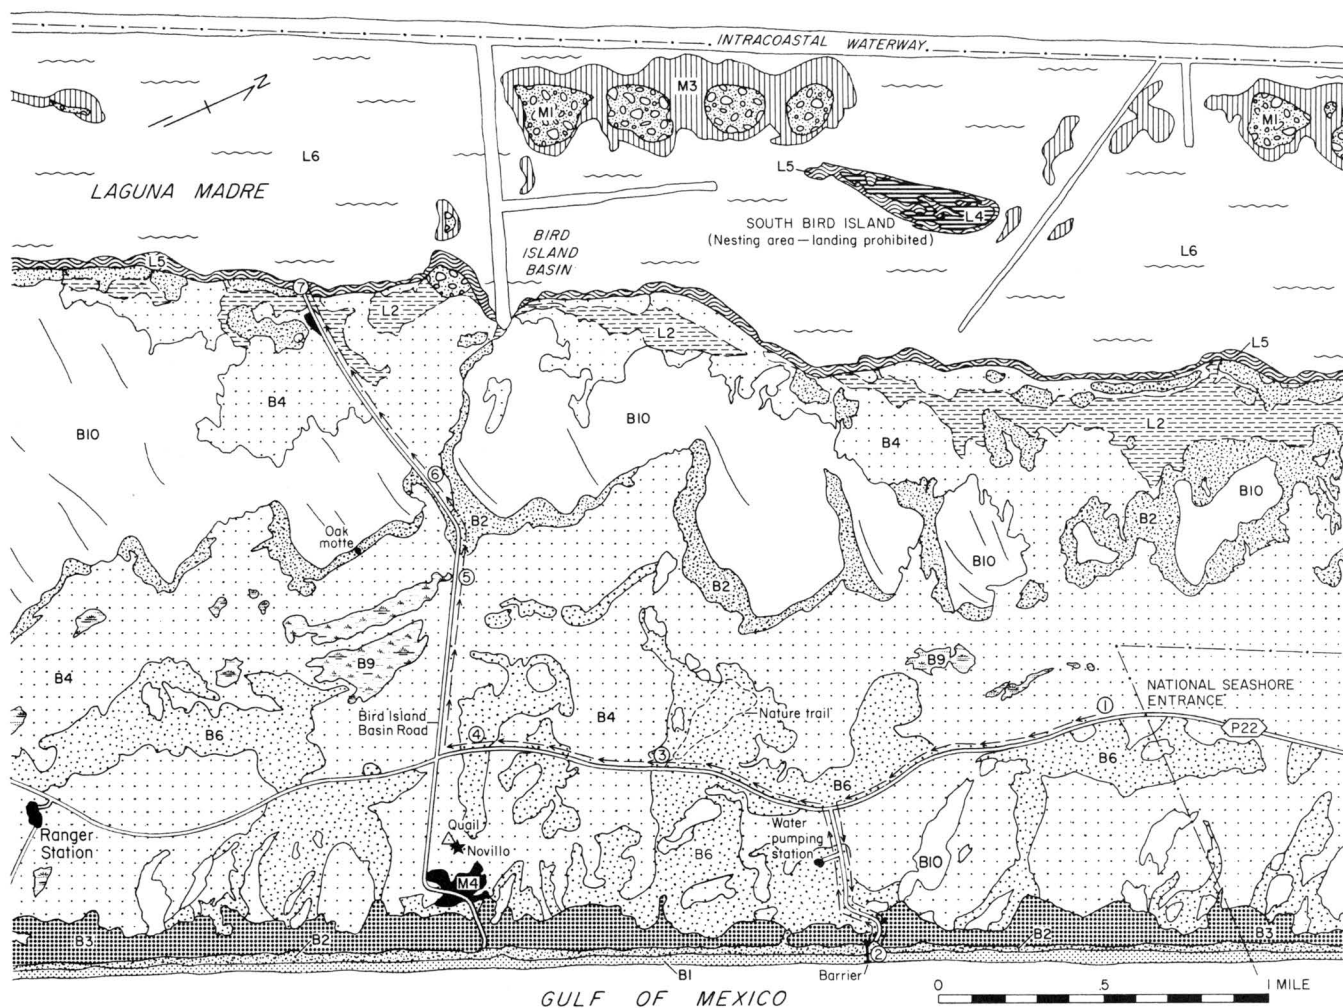 INTRACOASTAL WATERWAY
N
M3
M1
M1
L6
L5
LAGUNA MADRE
L4
SOUTH BIRD ISLAND
(Nesting area—landing prohibited)
BIRD
ISLAND
BASIN
L6
L5
7
L2
L2
L5
B4
B10
B10
B4
L2
6
B10
B2
B2
Oak
motte
B10
5
B2
B9
B9
B4
NATIONAL SEASHORE
ENTRANCE
1
Bird Island
Basin Road
B4
Nature trail
P22
B6
4
3
B6
B6
Ranger
Station
Quail
Novillo
Water
pumping
station
B6
B10
M4
B3
B2
B2
B3
2
B1
Barrier
GULF OF MEXICO
0 .5 1 MILE